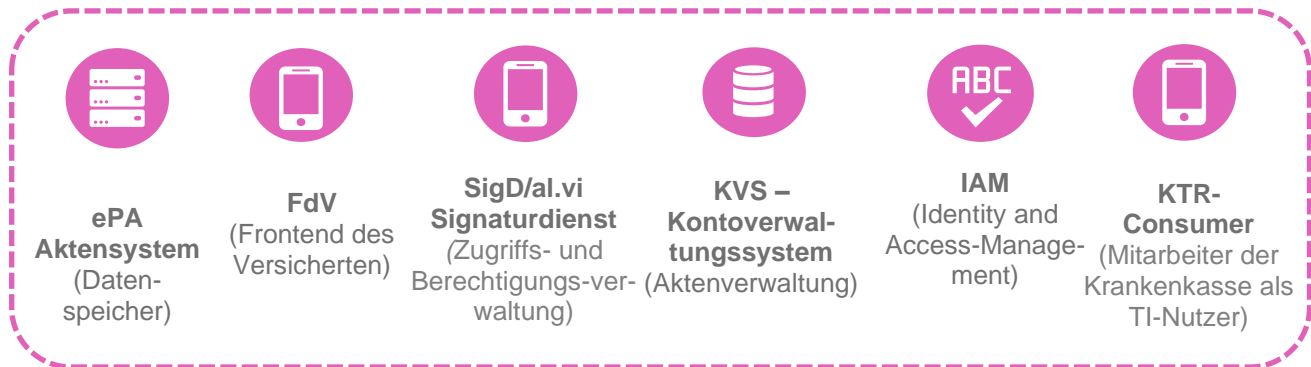 ePA
Aktensystem
(Daten-
speicher)
FdV
(Frontend des
Versicherten)
SigD/al.vi
Signaturdienst
(Zugriffs- und
Berechtigungs-ver-
waltung)
KVS –
Kontoverwal-
tungssystem
(Aktenverwaltung)
ABC
IAM
(Identity and
Access-Manage-
ment)
KTR-
Consumer
(Mitarbeiter der
Krankenkasse als
TI-Nutzer)